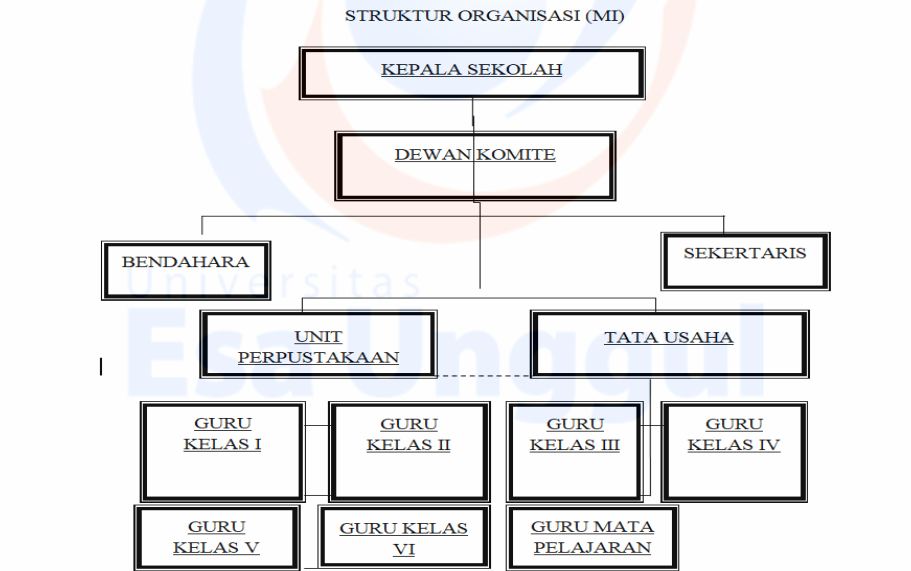 STRUKTUR ORGANISASI (MI)
KEPALA SEKOLAH
DEWAN KOMITE
BENDAHARA
SEKERTARIS
Universitas
Esa Unggul
UNIT
PERPUSTAKAAN
TATA USAHA
GURU
KELAS I
GURU
KELAS II
GURU
KELAS III
GURU
KELAS IV
GURU
KELAS V
GURU KELAS
VI
GURU MATA
PELAJARAN